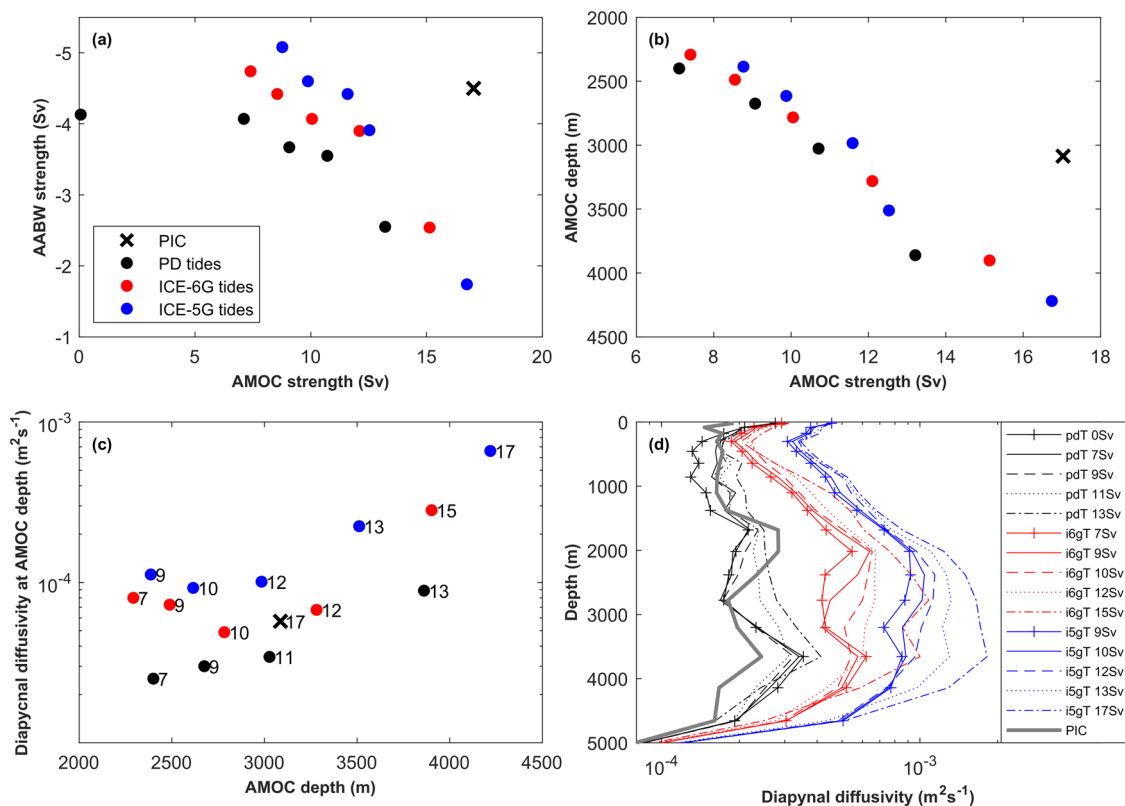 (a)
-5
-4
-3
-2
-1
AABW strength (Sv)
PIC
PD tides
ICE-6G tides
ICE-5G tides
0 5 10 15 20
AMOC strength (Sv)
(b)
2000
2500
3000
3500
4000
4500
AMOC depth (m)
6 8 10 12 14 16 18
AMOC strength (Sv)
(c)
10-3
10-4
Diapycnal diffusivity at AMOC depth (m2s-1)
17
15
13
9
10
12
7
9
13
17
12
10
11
9
7
2000 2500 3000 3500 4000 4500
AMOC depth (m)
(d)
0
1000
2000
3000
4000
5000
Depth (m)
10-4 10-3
Diapynal diffusivity (m2s-1)
pdT 0Sv
pdT 7Sv
pdT 9Sv
pdT 11Sv
pdT 13Sv
i6gT 7Sv
i6gT 9Sv
i6gT 10Sv
i6gT 12Sv
i6gT 15Sv
i5gT 9Sv
i5gT 10Sv
i5gT 12Sv
i5gT 13Sv
i5gT 17Sv
PIC